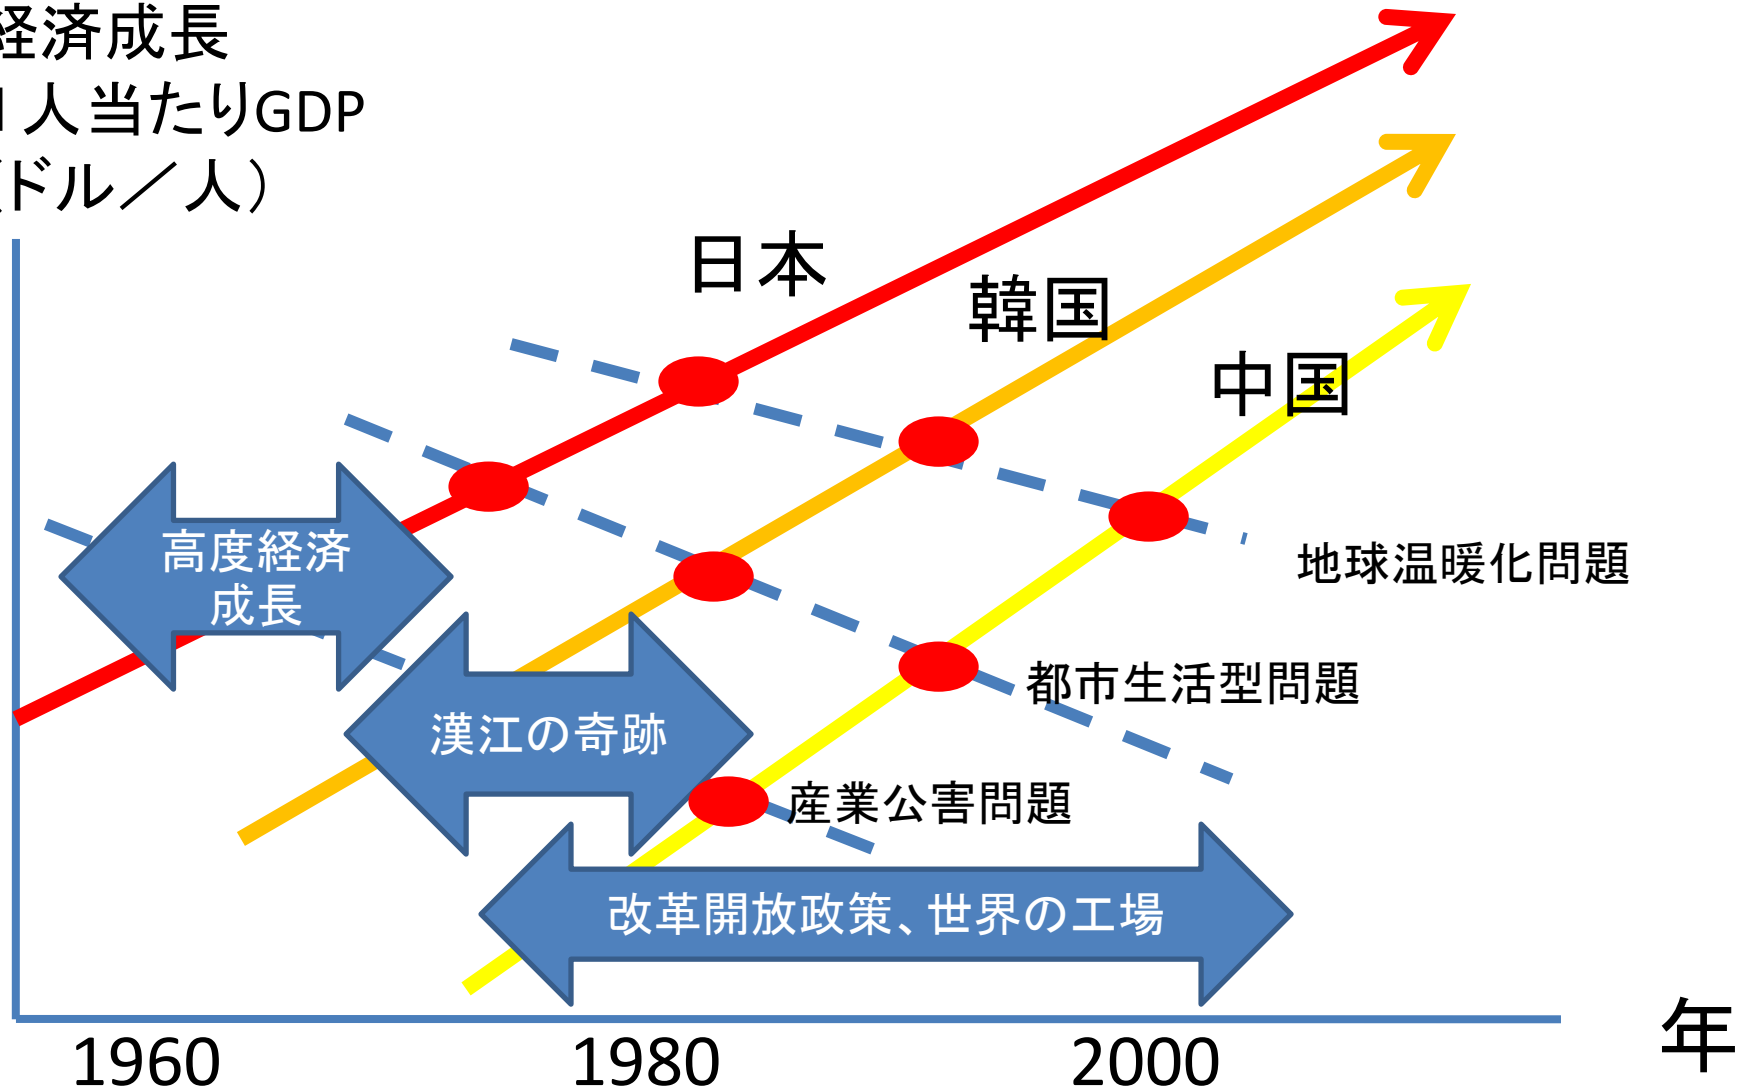 経済成長
1人当たりGDP
(ドル／人)
日本
韓国
中国
地球温暖化問題
高度経済
成長
都市生活型問題
漢江の奇跡
産業公害問題
改革開放政策、世界の工場
年
1960
1980
2000